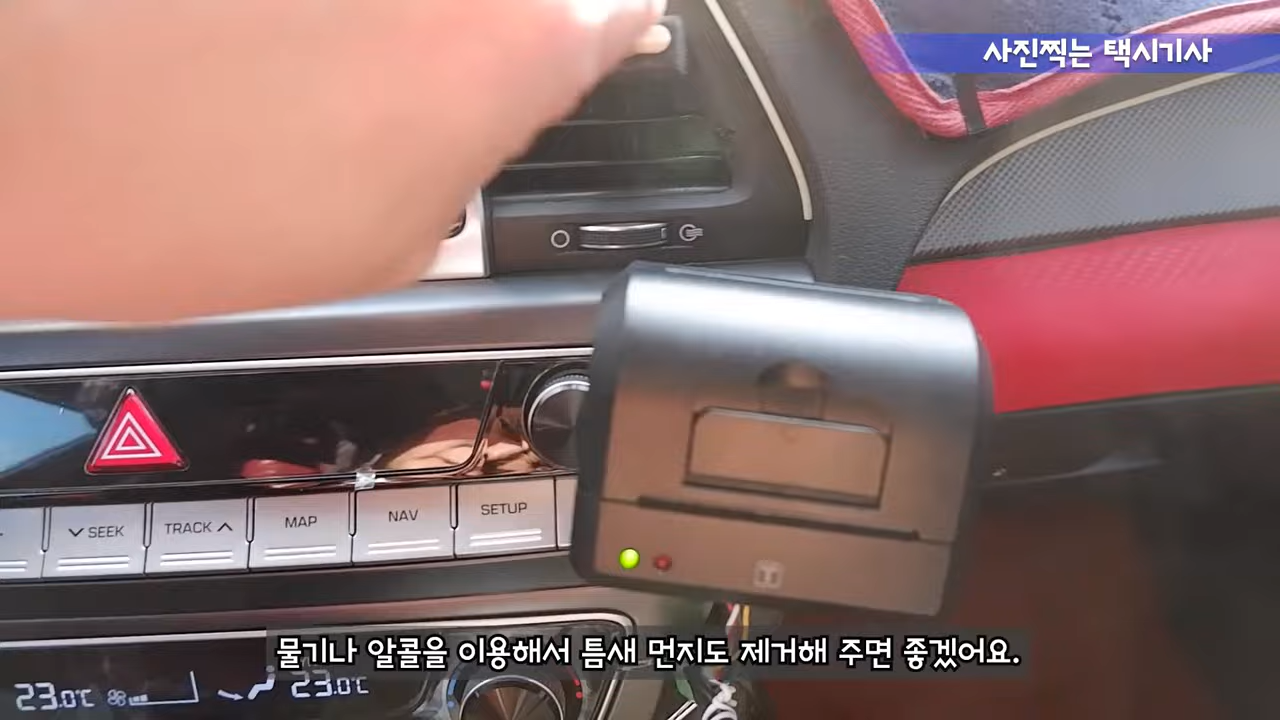 사진찍는 택시기사
SEEK
TRACK
MAP
NAV
SETUP
물기나 알콜을 이용해서 틈새 먼지도 제거해 주면 좋겠어요.
23.0℃
23.0℃